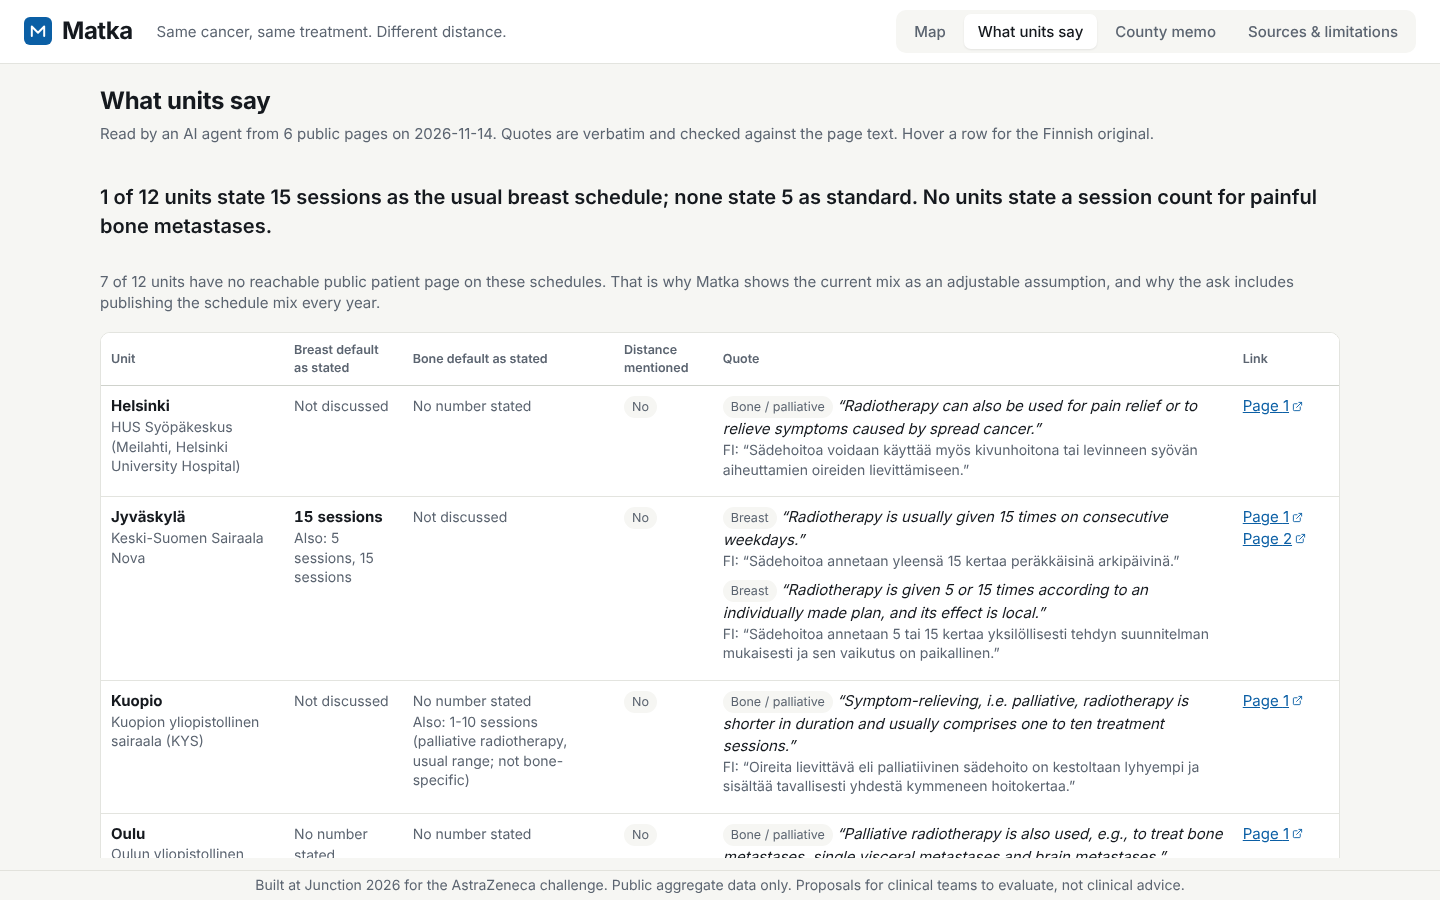 Matka
Same cancer, same treatment. Different distance.
Map
What units say
County memo
Sources & limitations
What units say
Read by an AI agent from 6 public pages on 2026-11-14. Quotes are verbatim and checked against the page text. Hover a row for the Finnish original.
1 of 12 units state 15 sessions as the usual breast schedule; none state 5 as standard. No units state a session count for painful
bone metastases.
7 of 12 units have no reachable public patient page on these schedules. That is why Matka shows the current mix as an adjustable assumption, and why the ask includes
publishing the schedule mix every year.
Unit
Breast default
as stated
Bone default as stated
Distance
mentioned
Quote
Link
Helsinki
HUS Syöpäkeskus
(Meilahti, Helsinki
University Hospital)
Not discussed
No number stated
No
Bone / palliative “Radiotherapy can also be used for pain relief or to
relieve symptoms caused by spread cancer.”
FI: “Sädehoitoa voidaan käyttää myös kivunhoitona tai levinneen syövän
aiheuttamien oireiden lievittämiseen.”
Page 1
Jyväskylä
Keski-Suomen Sairaala
Nova
15 sessions
Also: 5
sessions, 15
sessions
Not discussed
No
Breast “Radiotherapy is usually given 15 times on consecutive
weekdays.”
FI: “Sädehoitoa annetaan yleensä 15 kertaa peräkkäisinä arkipäivinä.”
Breast “Radiotherapy is given 5 or 15 times according to an
individually made plan, and its effect is local.”
FI: “Sädehoitoa annetaan 5 tai 15 kertaa yksilöllisesti tehdyn suunnitelman
mukaisesti ja sen vaikutus on paikallinen.”
Page 1
Page 2
Kuopio
Kuopion yliopistollinen
sairaala (KYS)
Not discussed
No number stated
Also: 1-10 sessions
(palliative radiotherapy,
usual range; not bone-
specific)
No
Bone / palliative “Symptom-relieving, i.e. palliative, radiotherapy is
shorter in duration and usually comprises one to ten treatment
sessions.”
FI: “Oireita lievittävä eli palliatiivinen sädehoito on kestoltaan lyhyempi ja
sisältää tavallisesti yhdestä kymmeneen hoitokertaa.”
Page 1
Oulu
Oulun yliopistollinen
No number
stated
No number stated
No
Bone / palliative “Palliative radiotherapy is also used, e.g., to treat bone
metastases, single visceral metastases and brain metastases.”
Page 1
Built at Junction 2026 for the AstraZeneca challenge. Public aggregate data only. Proposals for clinical teams to evaluate, not clinical advice.